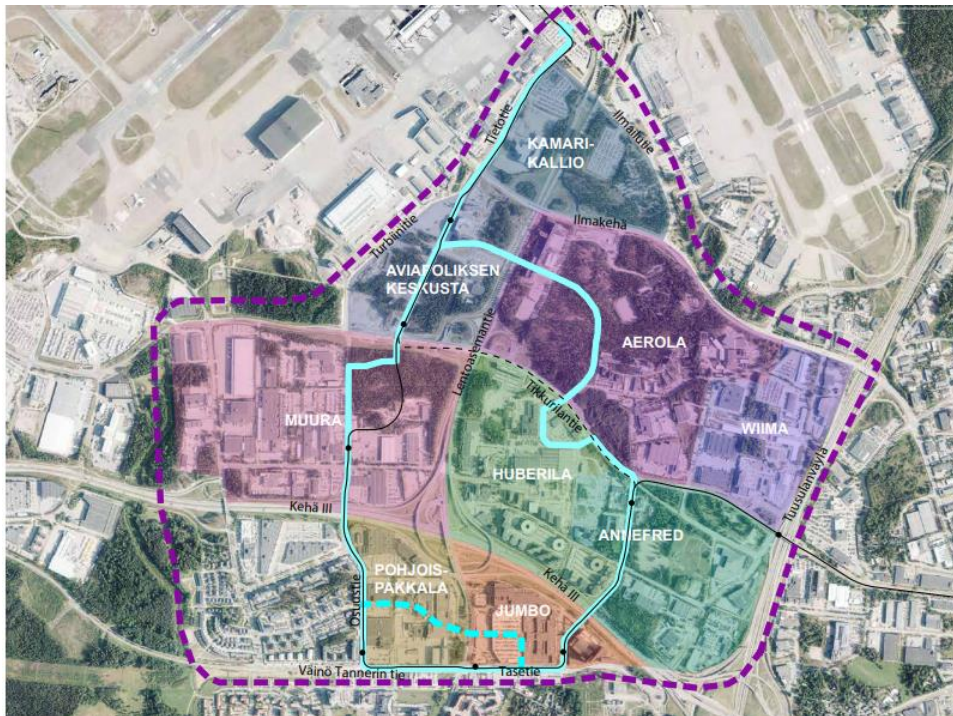 Tietotie
KAMARI-
KALLIO
Ilmailutie
Ilmakehä
Turbiinitie
AVIAPOLIKSEN
KESKUSTA
Lentoasemantie
AEROLA
Tikkurilantie
MUURA
WIIMA
HUBERILA
Tuusulanväylä
Kehä III
ANNEFRED
POHJOIS-
PAKKALA
Kehä III
JUMBO
Osuustie
Väinö Tannerin tie
Tasetie